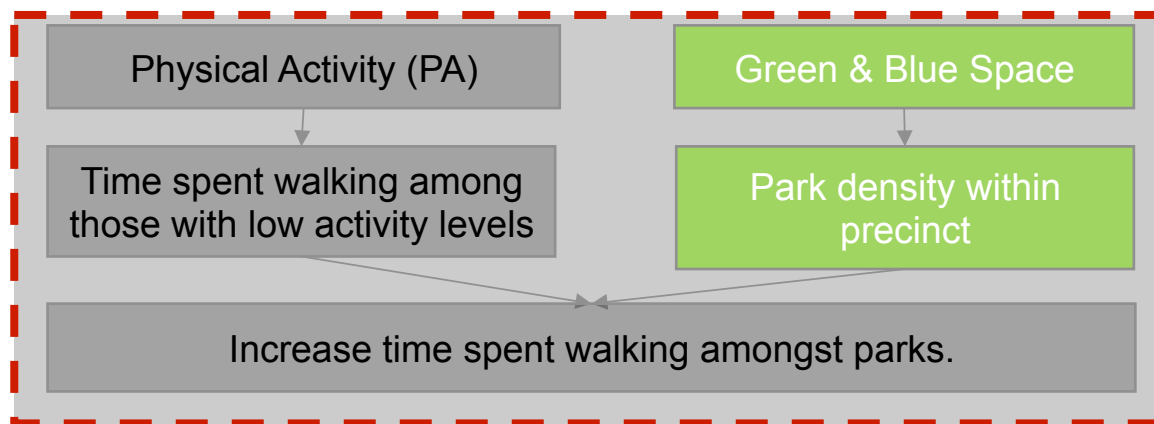 Physical Activity (PA)
Green & Blue Space
Time spent walking among
those with low activity levels
Park density within
precinct
Increase time spent walking amongst parks.